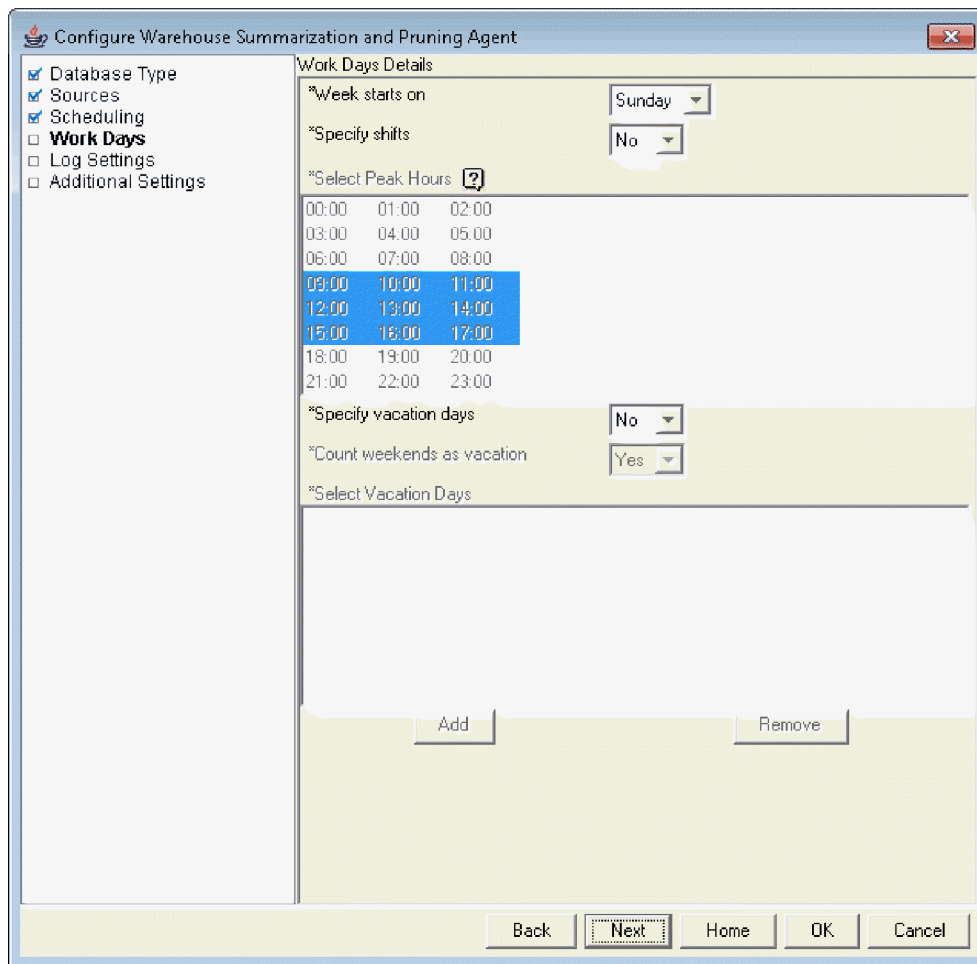 Configure Warehouse Summarization and Pruning Agent
Database Type
Sources
Scheduling
Work Days
Log Settings
Additional Settings
Work Days Details
*Week starts on Sunday
*Specify shifts No
*Select Peak Hours ?
00:00 01:00 02:00
03:00 04:00 05:00
06:00 07:00 08:00
09:00 10:00 11:00
12:00 13:00 14:00
15:00 16:00 17:00
18:00 19:00 20:00
21:00 22:00 23:00
*Specify vacation days No
*Count weekends as vacation Yes
*Select Vacation Days
Add Remove
Back Next Home OK Cancel